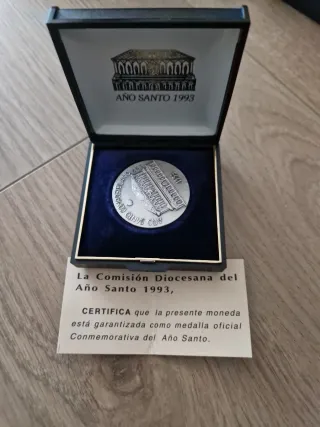 AÑO SANTO 1993
La Comisión Diocesana del
Año Santo 1993,
CERTIFICA que la presente moneda
está garantizada como medalla oficial
Conmemorativa del Año Santo.